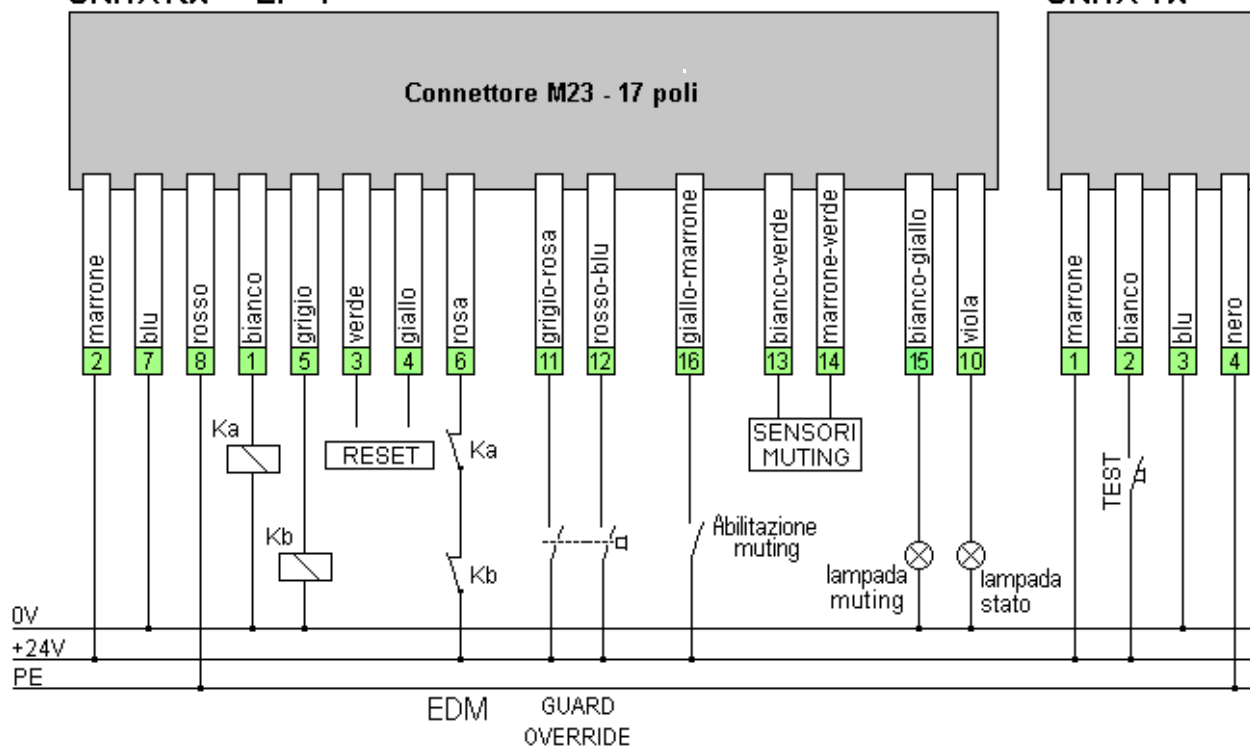 Connettore M23 - 17 poli
marrone
blu
rosso
bianco
grigio
verde
giallo
rosa
grigio-rosa
rosso-blu
giallo-marrone
bianco-verde
marrone-verde
bianco-giallo
viola
marrone
bianco
blu
nero
2 7 8 1 5 3 4 6 11 12 16 13 14 15 10 1 2 3 4
Ka
RESET
Ka
SENSORI
MUTING
TEST
Kb
Kb
Abilitazione
muting
lampada
muting
lampada
stato
0V
+24V
PE
EDM
GUARD
OVERRIDE